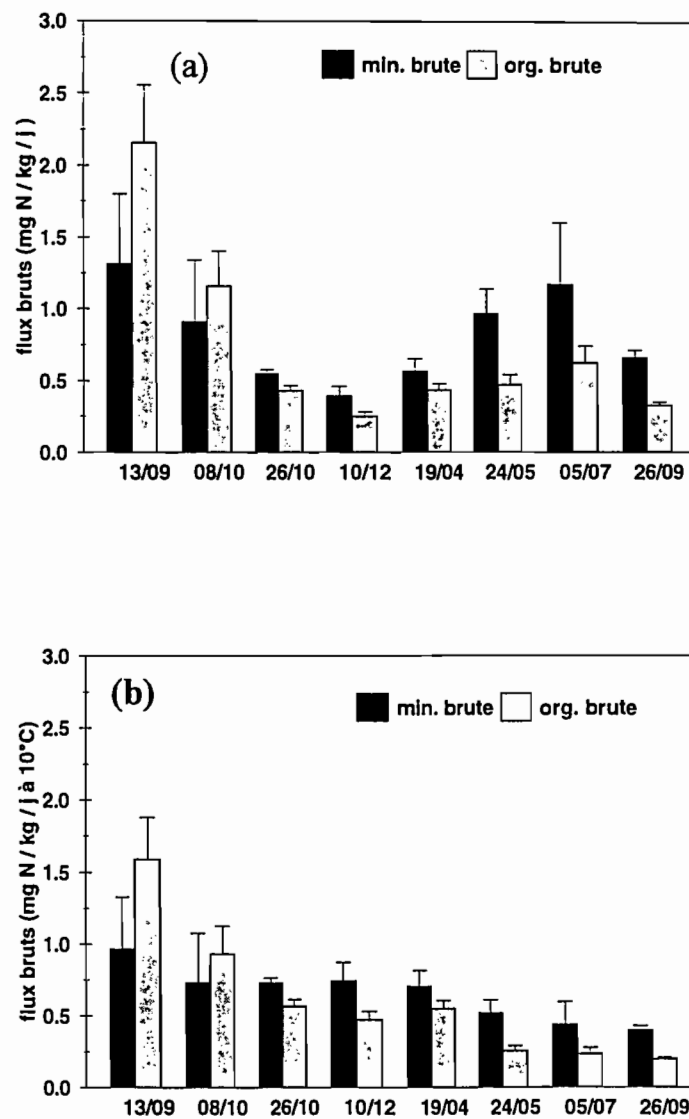 (a)
min. brute org. brute
flux bruts (mg N / kg / j )
3.0
2.5
2.0
1.5
1.0
0.5
0.0
13/09 08/10 26/10 10/12 19/04 24/05 05/07 26/09
(b)
min. brute org. brute
flux bruts (mg N / kg / j à 10°C)
3.0
2.5
2.0
1.5
1.0
0.5
0.0
13/09 08/10 26/10 10/12 19/04 24/05 05/07 26/09